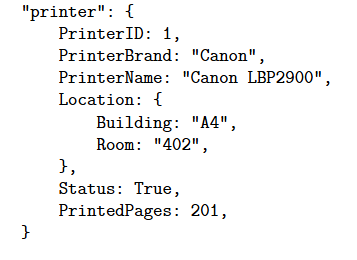 "printer": {
    PrinterID: 1,
    PrinterBrand: "Canon",
    PrinterName: "Canon LBP2900",
    Location: {
        Building: "A4",
        Room: "402",
    },
    Status: True,
    PrintedPages: 201,
}